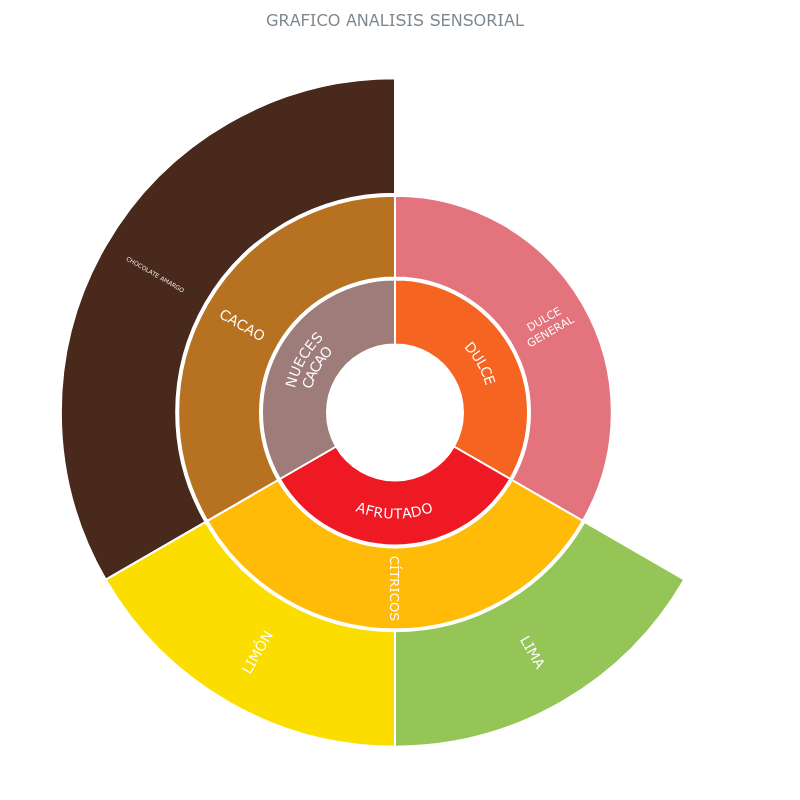 GRAFICO ANALISIS SENSORIAL
CHOCOLATE AMARGO
CACAO
NUECES
CACAO
DULCE
DULCE
GENERAL
AFRUTADO
CÍTRICOS
LIMÓN
LIMA